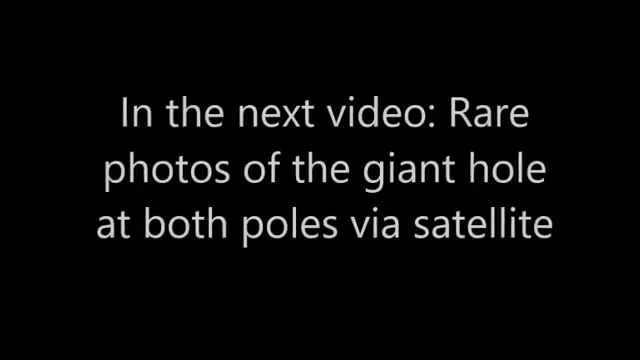 In the next video: Rare
photos of the giant hole
at both poles via satellite